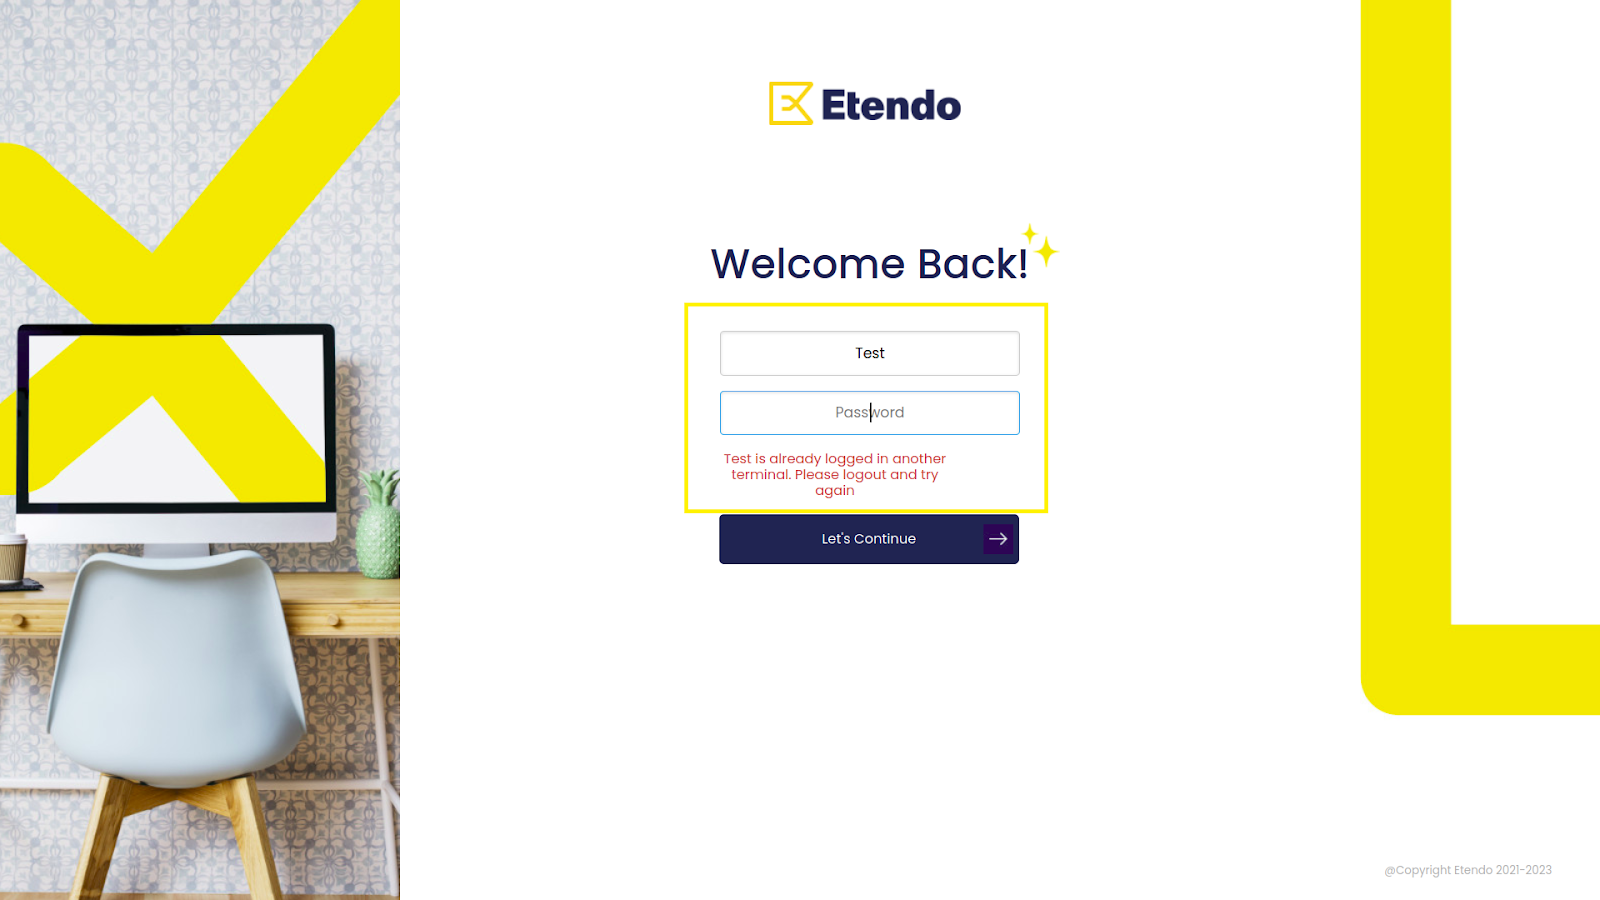 Etendo
Welcome Back!
Test
Password
Test is already logged in another
terminal. Please logout and try
again
Let's Continue
@Copyright Etendo 2021-2023